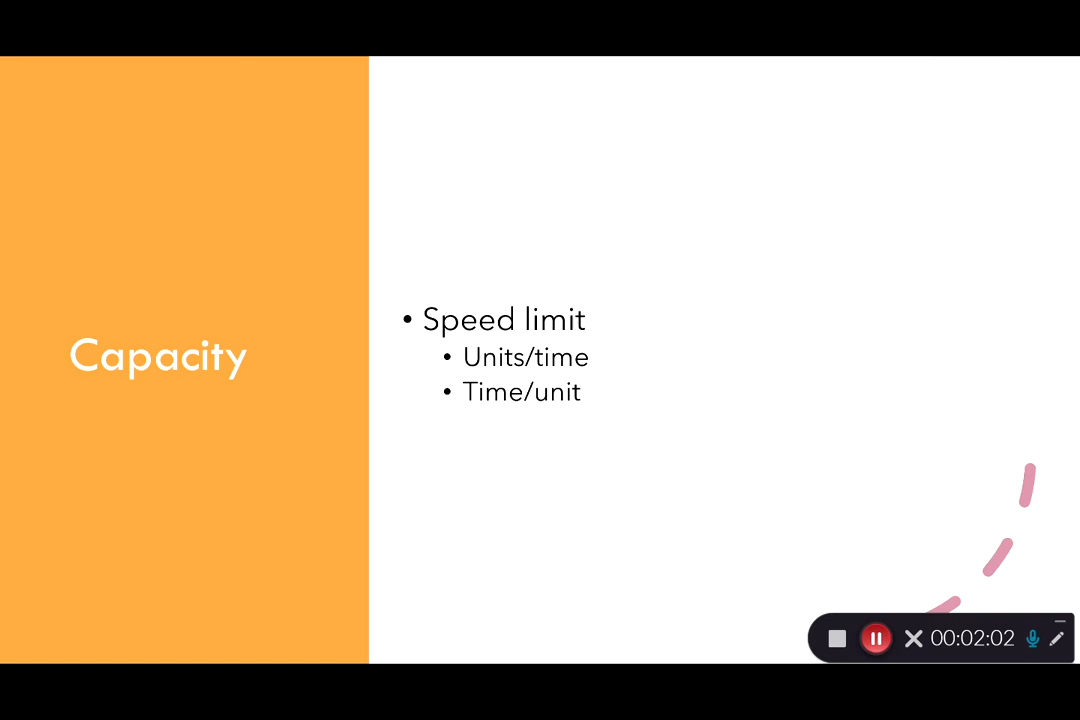 Capacity
• Speed limit
• Units/time
• Time/unit
00:02:02